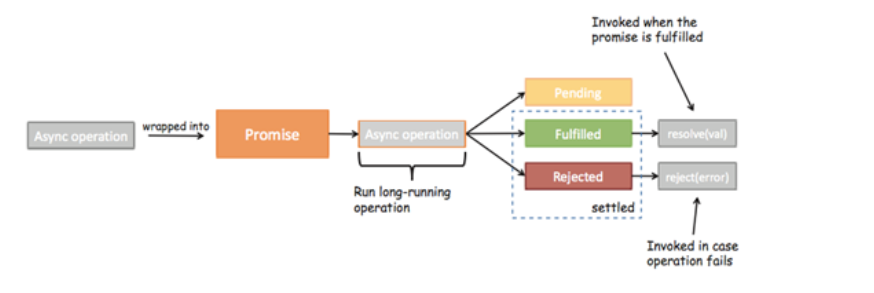 Invoked when the
promise is fulfilled
Pending
Async operation
wrapped into
Promise
Async operation
Fulfilled
resolve(val)
Run long-running
operation
Rejected
reject(error)
settled
Invoked in case
operation fails